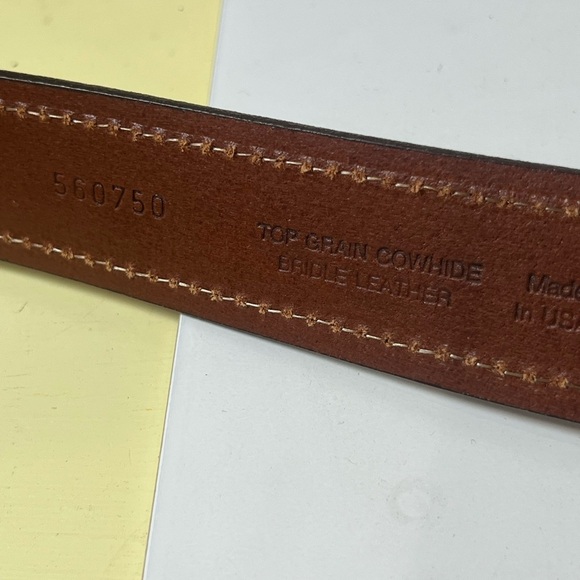 560750
TOP GRAIN COWHIDE
BRIDLE LEATHER
Made
In USA